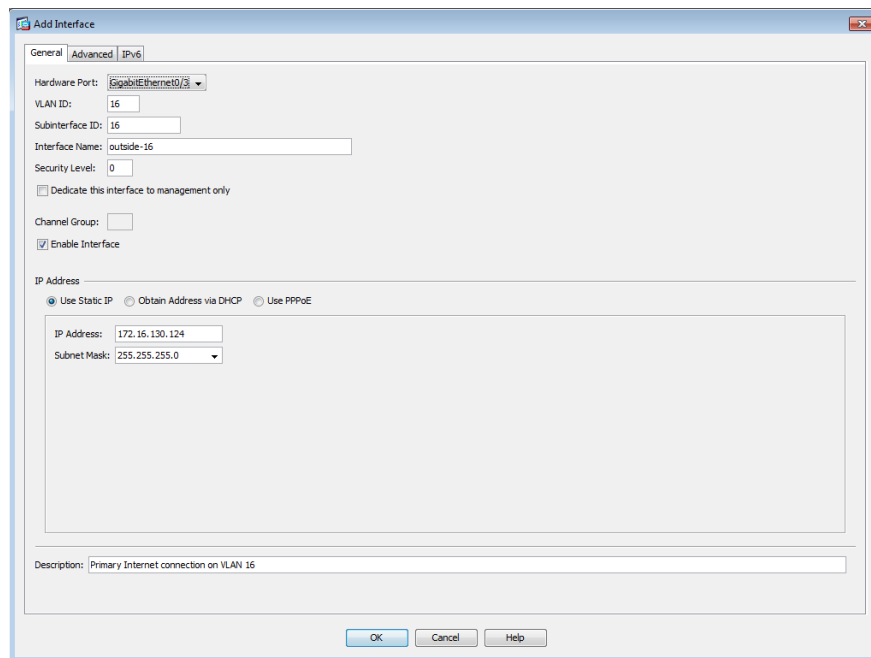 Add Interface
General Advanced IPv6
Hardware Port: GigabitEthernet0/3
VLAN ID: 16
Subinterface ID: 16
Interface Name: outside-16
Security Level: 0
Dedicate this interface to management only
Channel Group:
Enable Interface
IP Address
Use Static IP Obtain Address via DHCP Use PPPoE
IP Address: 172.16.130.124
Subnet Mask: 255.255.255.0
Description: Primary Internet connection on VLAN 16
OK Cancel Help